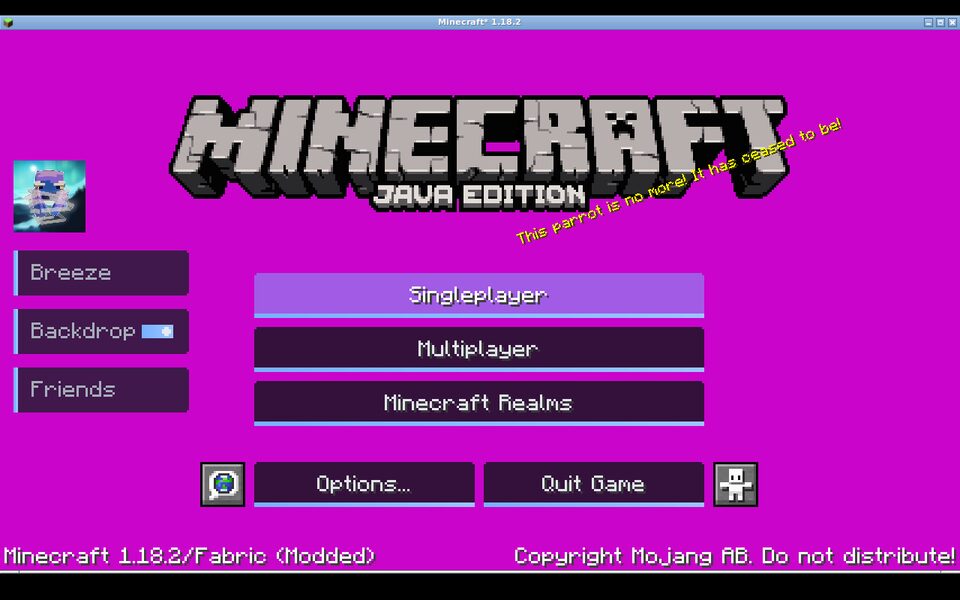 Minecraft* 1.18.2
MINECRAFT
JAVA EDITION
This parrot is no more! It has ceased to be!
Breeze
Backdrop
Friends
Singleplayer
Multiplayer
Minecraft Realms
Options...
Quit Game
Minecraft 1.18.2/Fabric (Modded)
Copyright Mojang AB. Do not distribute!